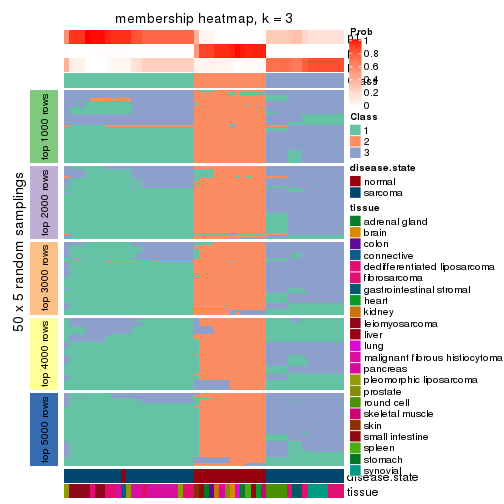 membership heatmap, k = 3
Prob
1
0.8
0.6
0.4
0.2
0
Class
1
2
3
disease.state
normal
sarcoma
tissue
adrenal gland
brain
colon
connective
dedifferentiated liposarcoma
fibrosarcoma
gastrointestinal stromal
heart
kidney
leiomyosarcoma
liver
lung
malignant fibrous histiocytoma
pancreas
pleomorphic liposarcoma
prostate
round cell
skeletal muscle
skin
small intestine
spleen
stomach
synovial
50 x 5 random samplings
top 1000 rows
top 2000 rows
top 3000 rows
top 4000 rows
top 5000 rows
disease.state
tissue